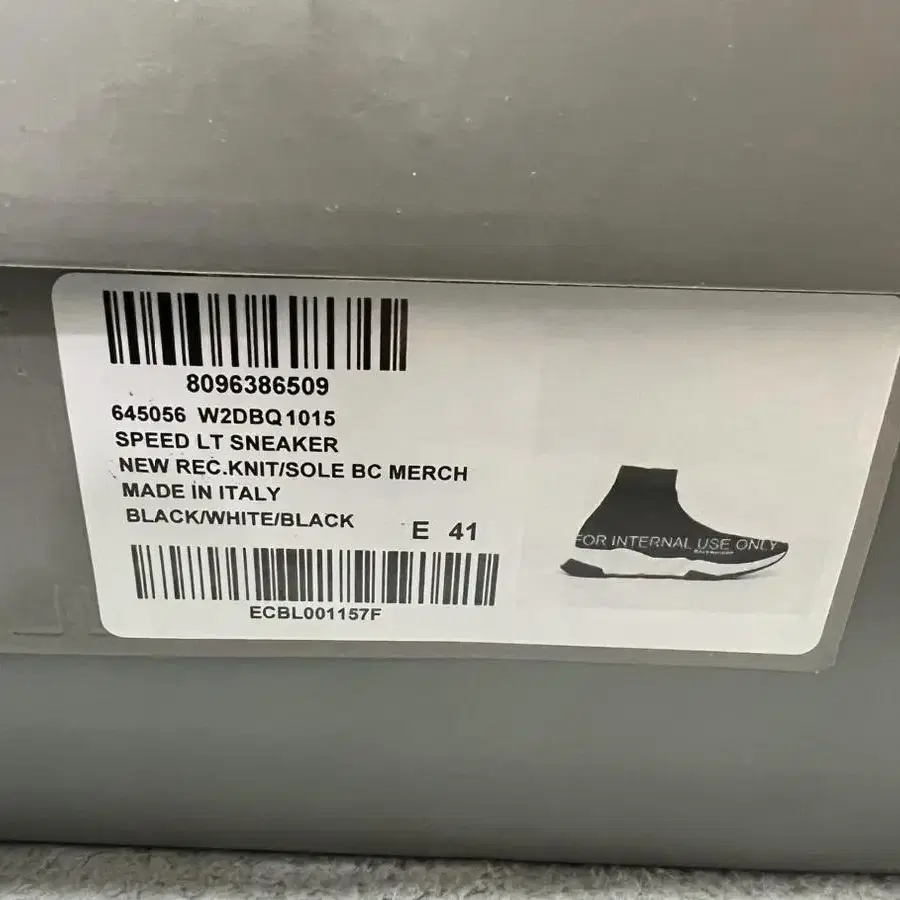 8096386509
645056 W2DBQ1015
SPEED LT SNEAKER
NEW REC.KNIT/SOLE BC MERCH
MADE IN ITALY
BLACK/WHITE/BLACK E 41
ECBL001157F
FOR INTERNAL USE ONLY